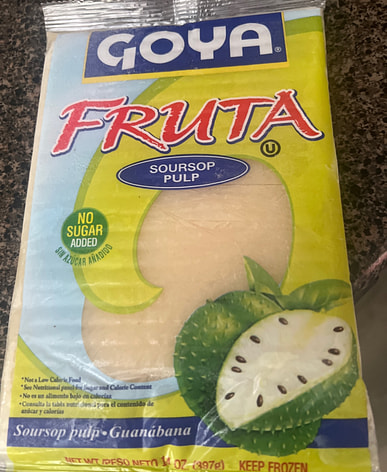 GOYA®
FRUTA
U
SOURSOP
PULP
NO
SUGAR
ADDED
SIN AZÚCAR AÑADIDO
*Not a Low Calorie Food
*See Nutritional panel for Sugar and Calorie Content
•No es un alimento bajo en calorías
•Consulte la tabla nutricional para el contenido de
azúcar y calorías
Soursop pulp•Guanábana
NET WT./PESO NETO 14 OZ (397g) KEEP FROZEN